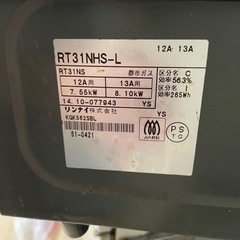 RT31NHS-L 12A 13A
RT31NS 都市ガス 区分名 C
12A用 13A用 効率56.3%
7.55kW 8.10kW 区分名 I
14.10-077943 YS 効率265Wh
リンナイ株式会社 YS
KGK582SBL
51-0421
JIA
PS
TG